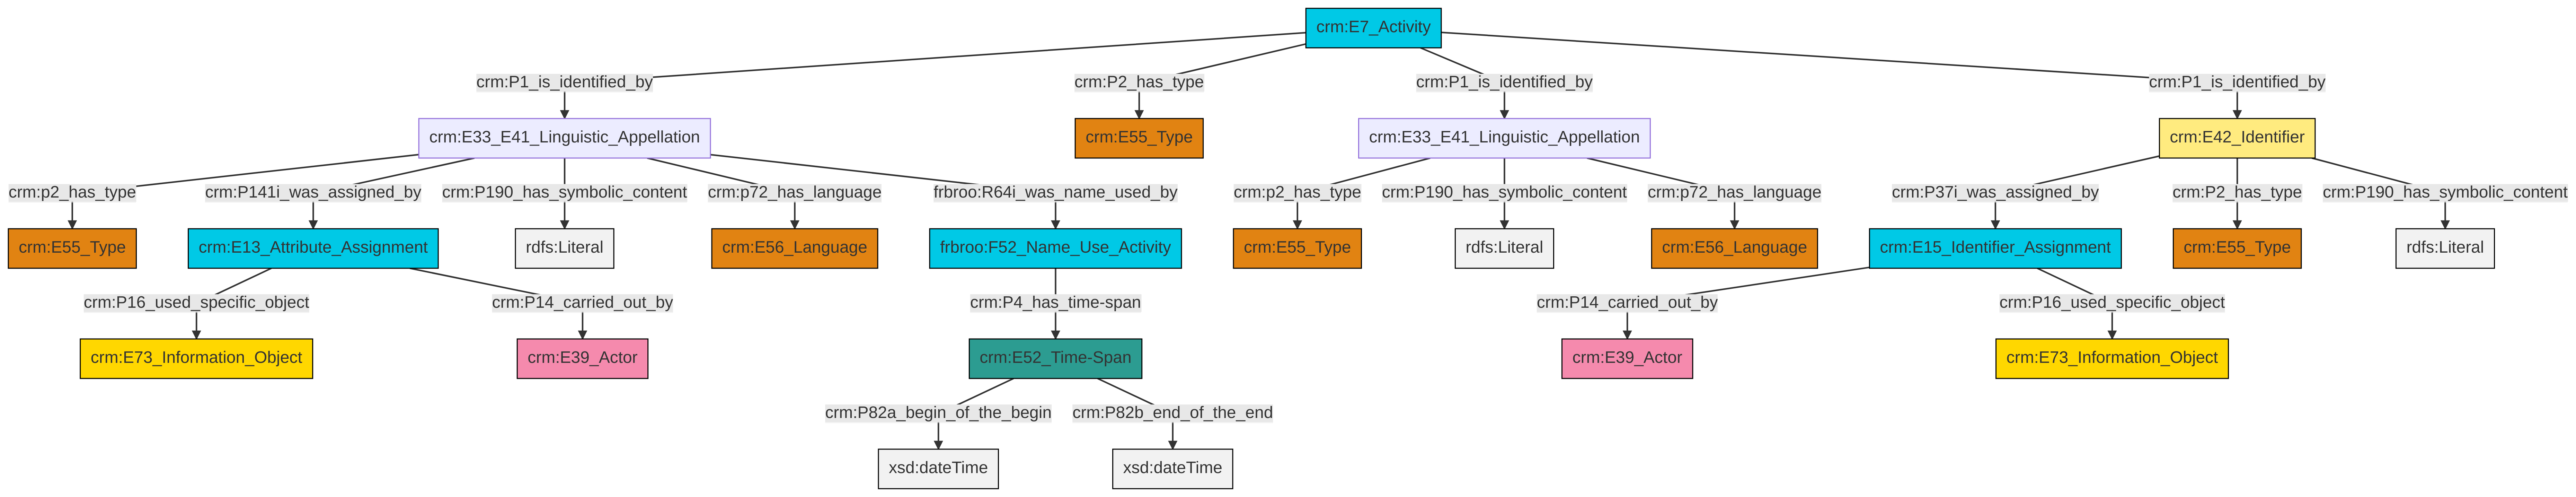 crm:E7_Activity
crm:P1_is_identified_by
crm:P2_has_type
crm:P1_is_identified_by
crm:P1_is_identified_by
crm:E33_E41_Linguistic_Appellation
crm:E55_Type
crm:E33_E41_Linguistic_Appellation
crm:E42_Identifier
crm:p2_has_type
crm:P141i_was_assigned_by
crm:P190_has_symbolic_content
crm:p72_has_language
frbroo:R64i_was_name_used_by
crm:p2_has_type
crm:P190_has_symbolic_content
crm:p72_has_language
crm:P37i_was_assigned_by
crm:P2_has_type
crm:P190_has_symbolic_content
crm:E55_Type
crm:E13_Attribute_Assignment
rdfs:Literal
crm:E56_Language
frbroo:F52_Name_Use_Activity
crm:E55_Type
rdfs:Literal
crm:E56_Language
crm:E15_Identifier_Assignment
crm:E55_Type
rdfs:Literal
crm:P16_used_specific_object
crm:P14_carried_out_by
crm:P4_has_time-span
crm:P14_carried_out_by
crm:P16_used_specific_object
crm:E73_Information_Object
crm:E39_Actor
crm:E52_Time-Span
crm:E39_Actor
crm:E73_Information_Object
crm:P82a_begin_of_the_begin
crm:P82b_end_of_the_end
xsd:dateTime
xsd:dateTime